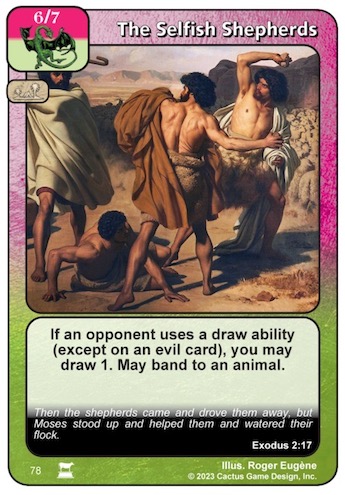 6/7
The Selfish Shepherds
If an opponent uses a draw ability
(except on an evil card), you may
draw 1. May band to an animal.
Then the shepherds came and drove them away, but
Moses stood up and helped them and watered their
flock.
Exodus 2:17
78
Illus. Roger Eugène
© 2023 Cactus Game Design, Inc.